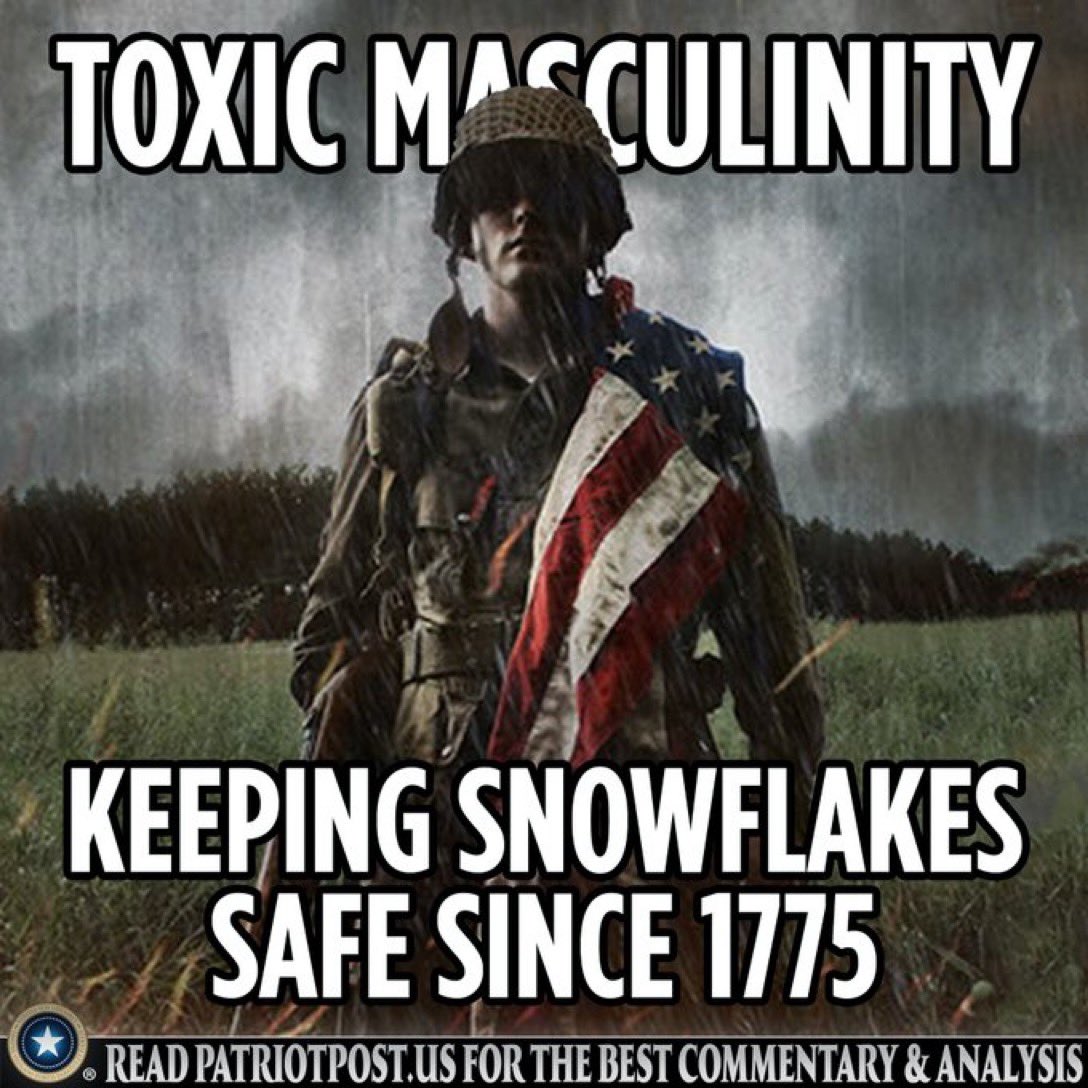 TOXIC MASCULINITY
KEEPING SNOWFLAKES
SAFE SINCE 1775
® READ PATRIOTPOST.US FOR THE BEST COMMENTARY & ANALYSIS